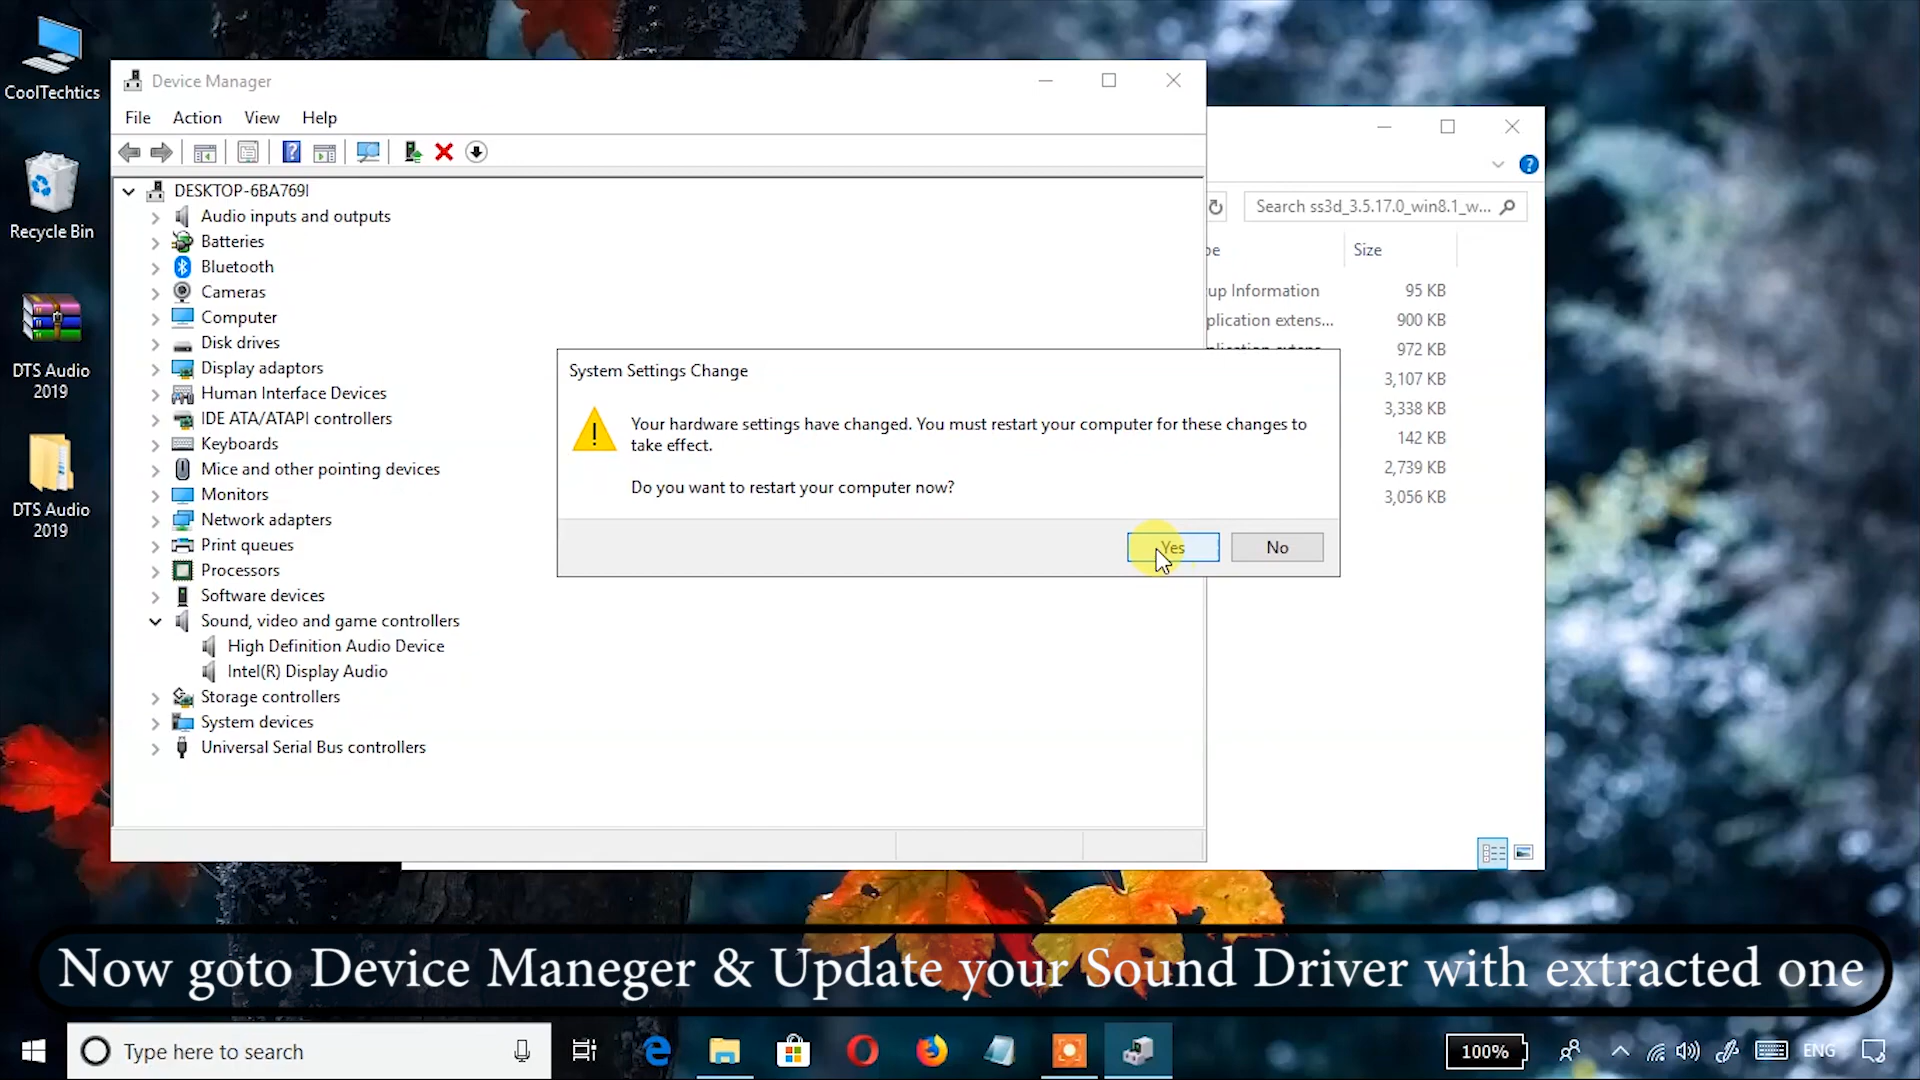 CoolTechtics
Recycle Bin
DTS Audio
2019
DTS Audio
2019
Device Manager
File Action View Help
DESKTOP-6BA769I
Audio inputs and outputs
Batteries
Bluetooth
Cameras
Computer
Disk drives
Display adaptors
Human Interface Devices
IDE ATA/ATAPI controllers
Keyboards
Mice and other pointing devices
Monitors
Network adapters
Print queues
Processors
Software devices
Sound, video and game controllers
High Definition Audio Device
Intel(R) Display Audio
Storage controllers
System devices
Universal Serial Bus controllers
Search ss3d_3.5.17.0_win8.1_w...
Size
up Information 95 KB
plication extens... 900 KB
972 KB
3,107 KB
3,338 KB
142 KB
2,739 KB
3,056 KB
System Settings Change
Your hardware settings have changed. You must restart your computer for these changes to
take effect.
Do you want to restart your computer now?
Yes No
Now goto Device Maneger & Update your Sound Driver with extracted one
Type here to search
100%
ENG